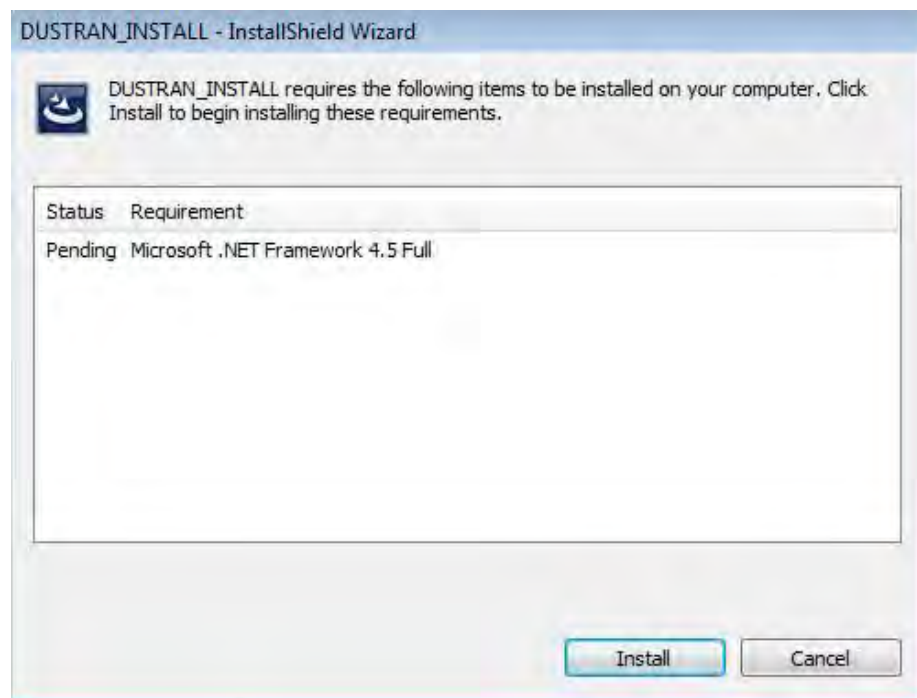 DUSTRAN_INSTALL - InstallShield Wizard
DUSTRAN_INSTALL requires the following items to be installed on your computer. Click
Install to begin installing these requirements.
Status Requirement
Pending Microsoft .NET Framework 4.5 Full
Install Cancel